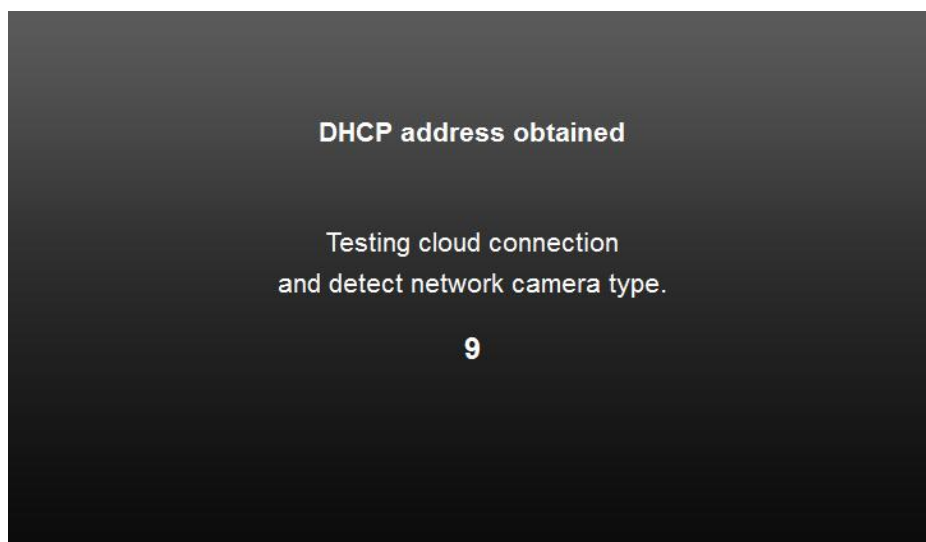 DHCP address obtained
Testing cloud connection
and detect network camera type.
9